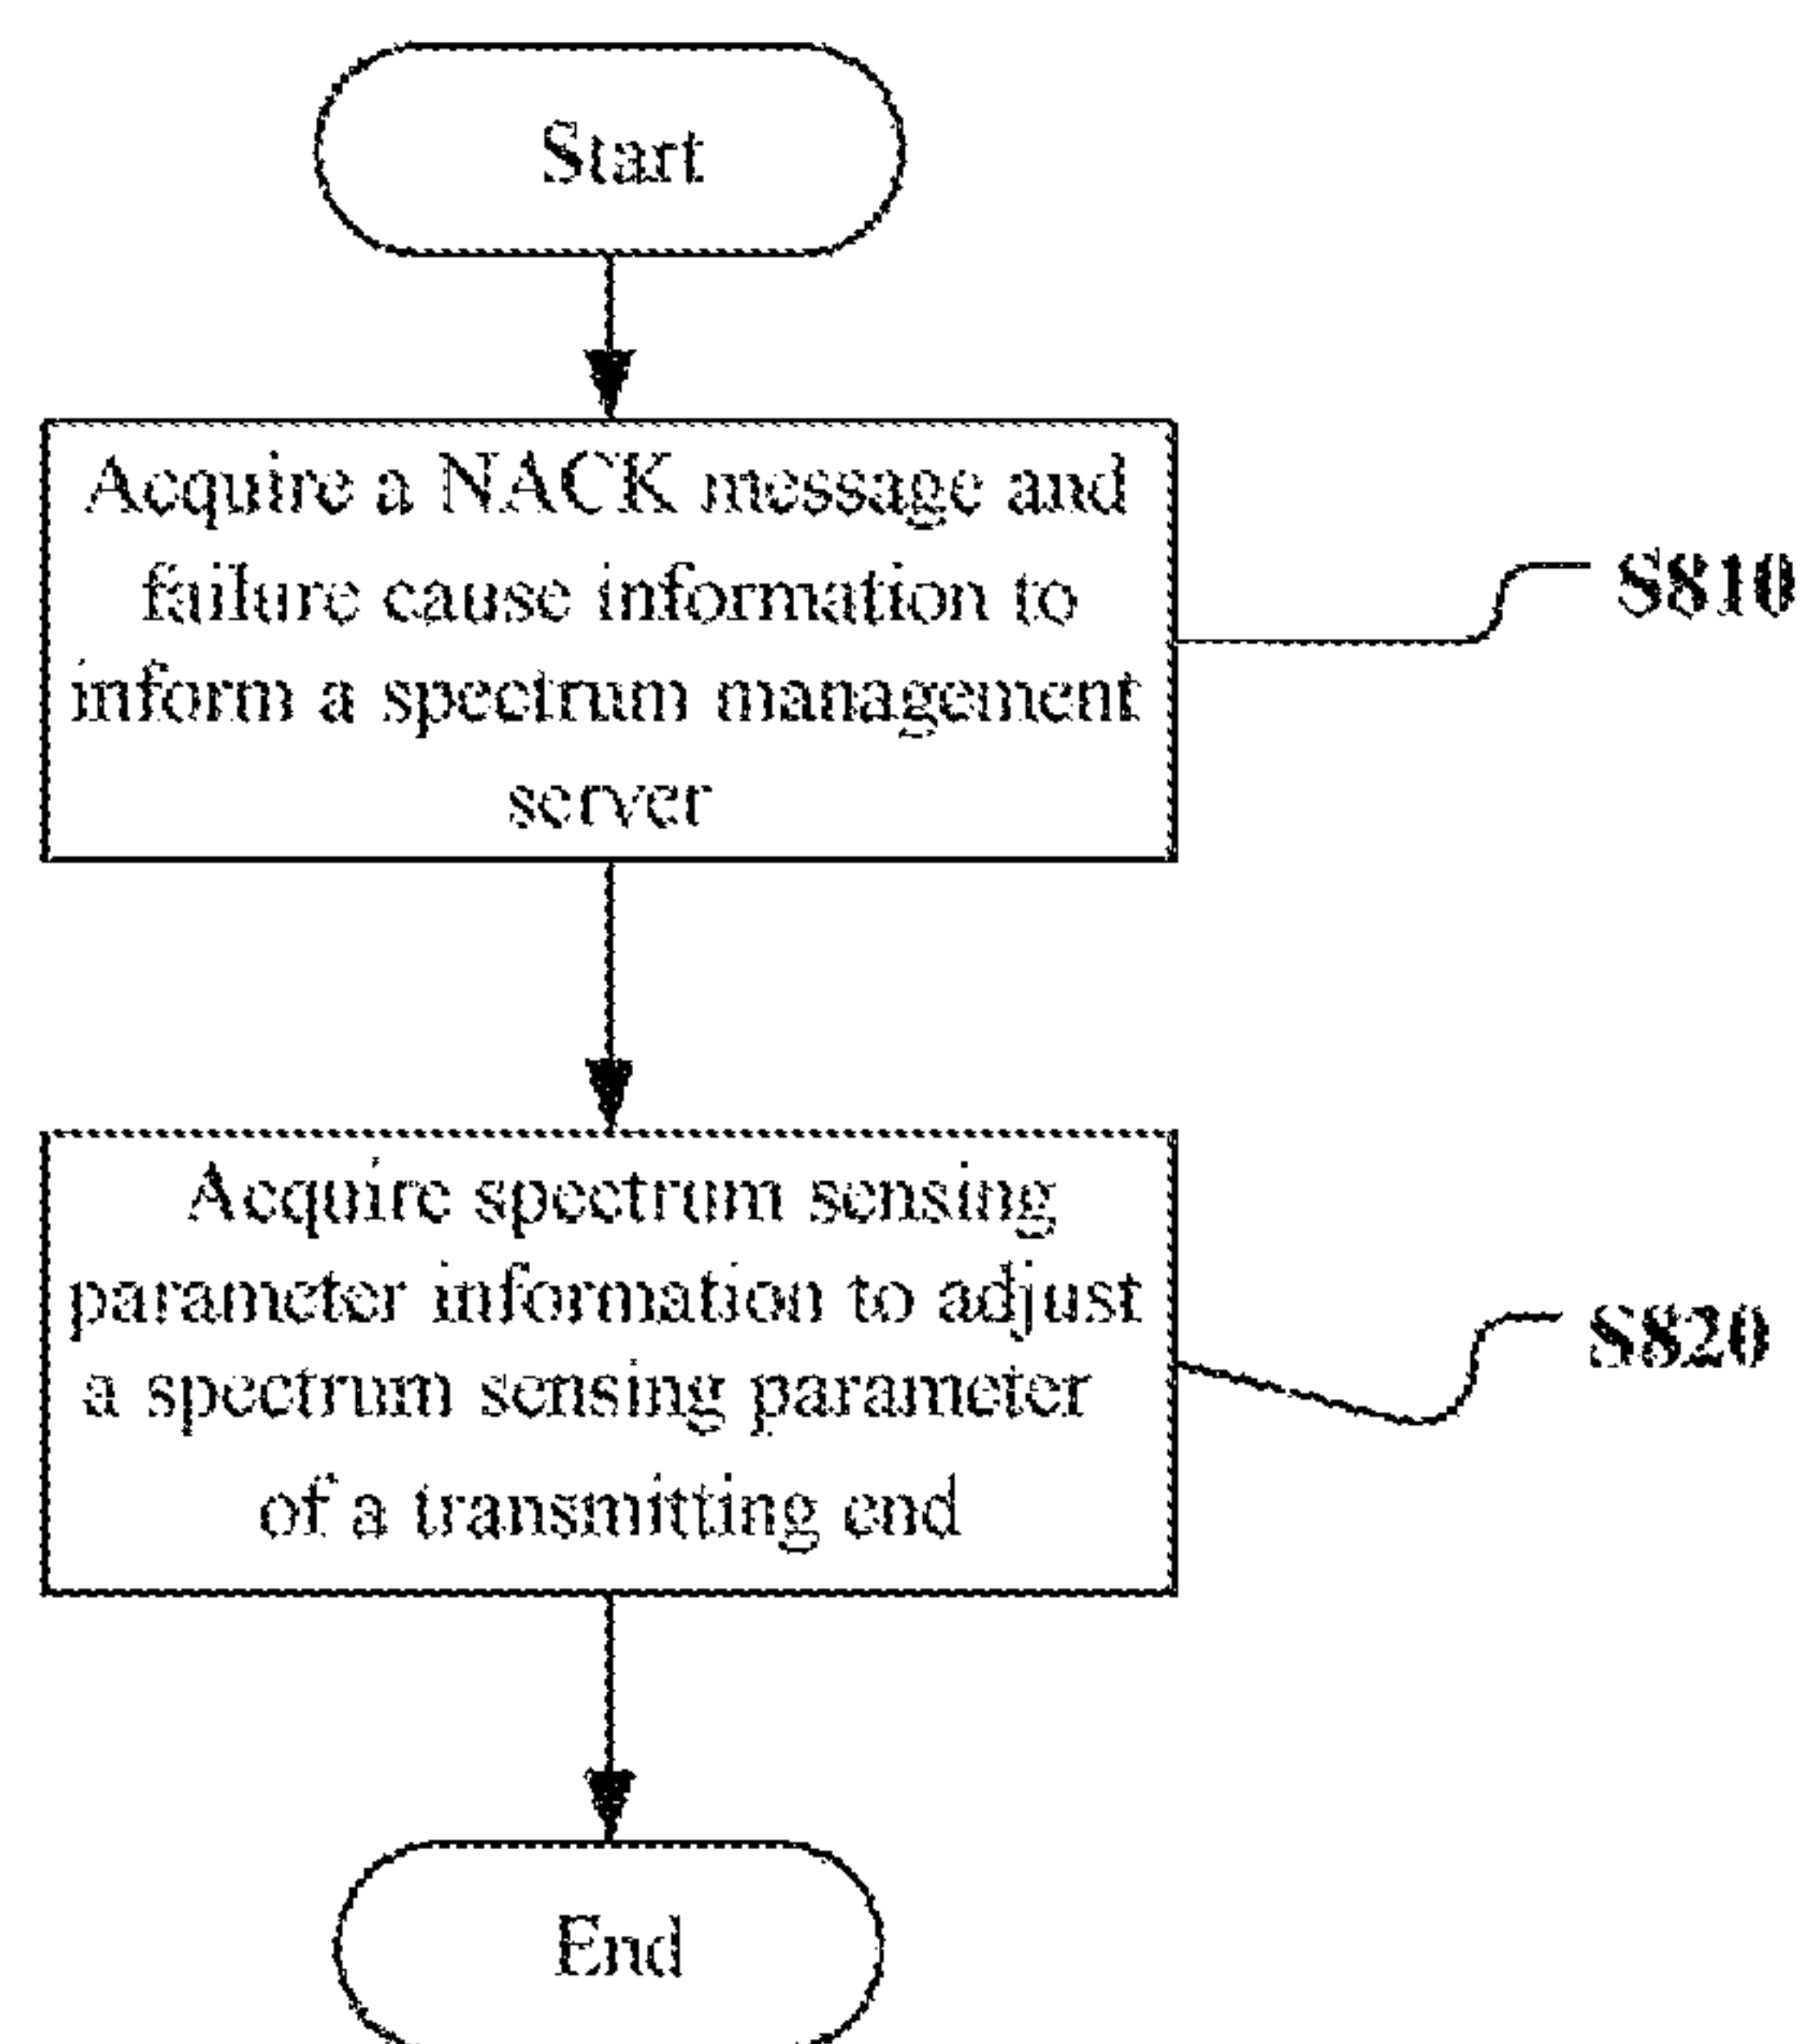 Start
Acquire a NACK message and
failure cause information to
inform a spectrum management
server
S810
Acquire spectrum sensing
parameter information to adjust
a spectrum sensing parameter
of a transmitting end
S820
End